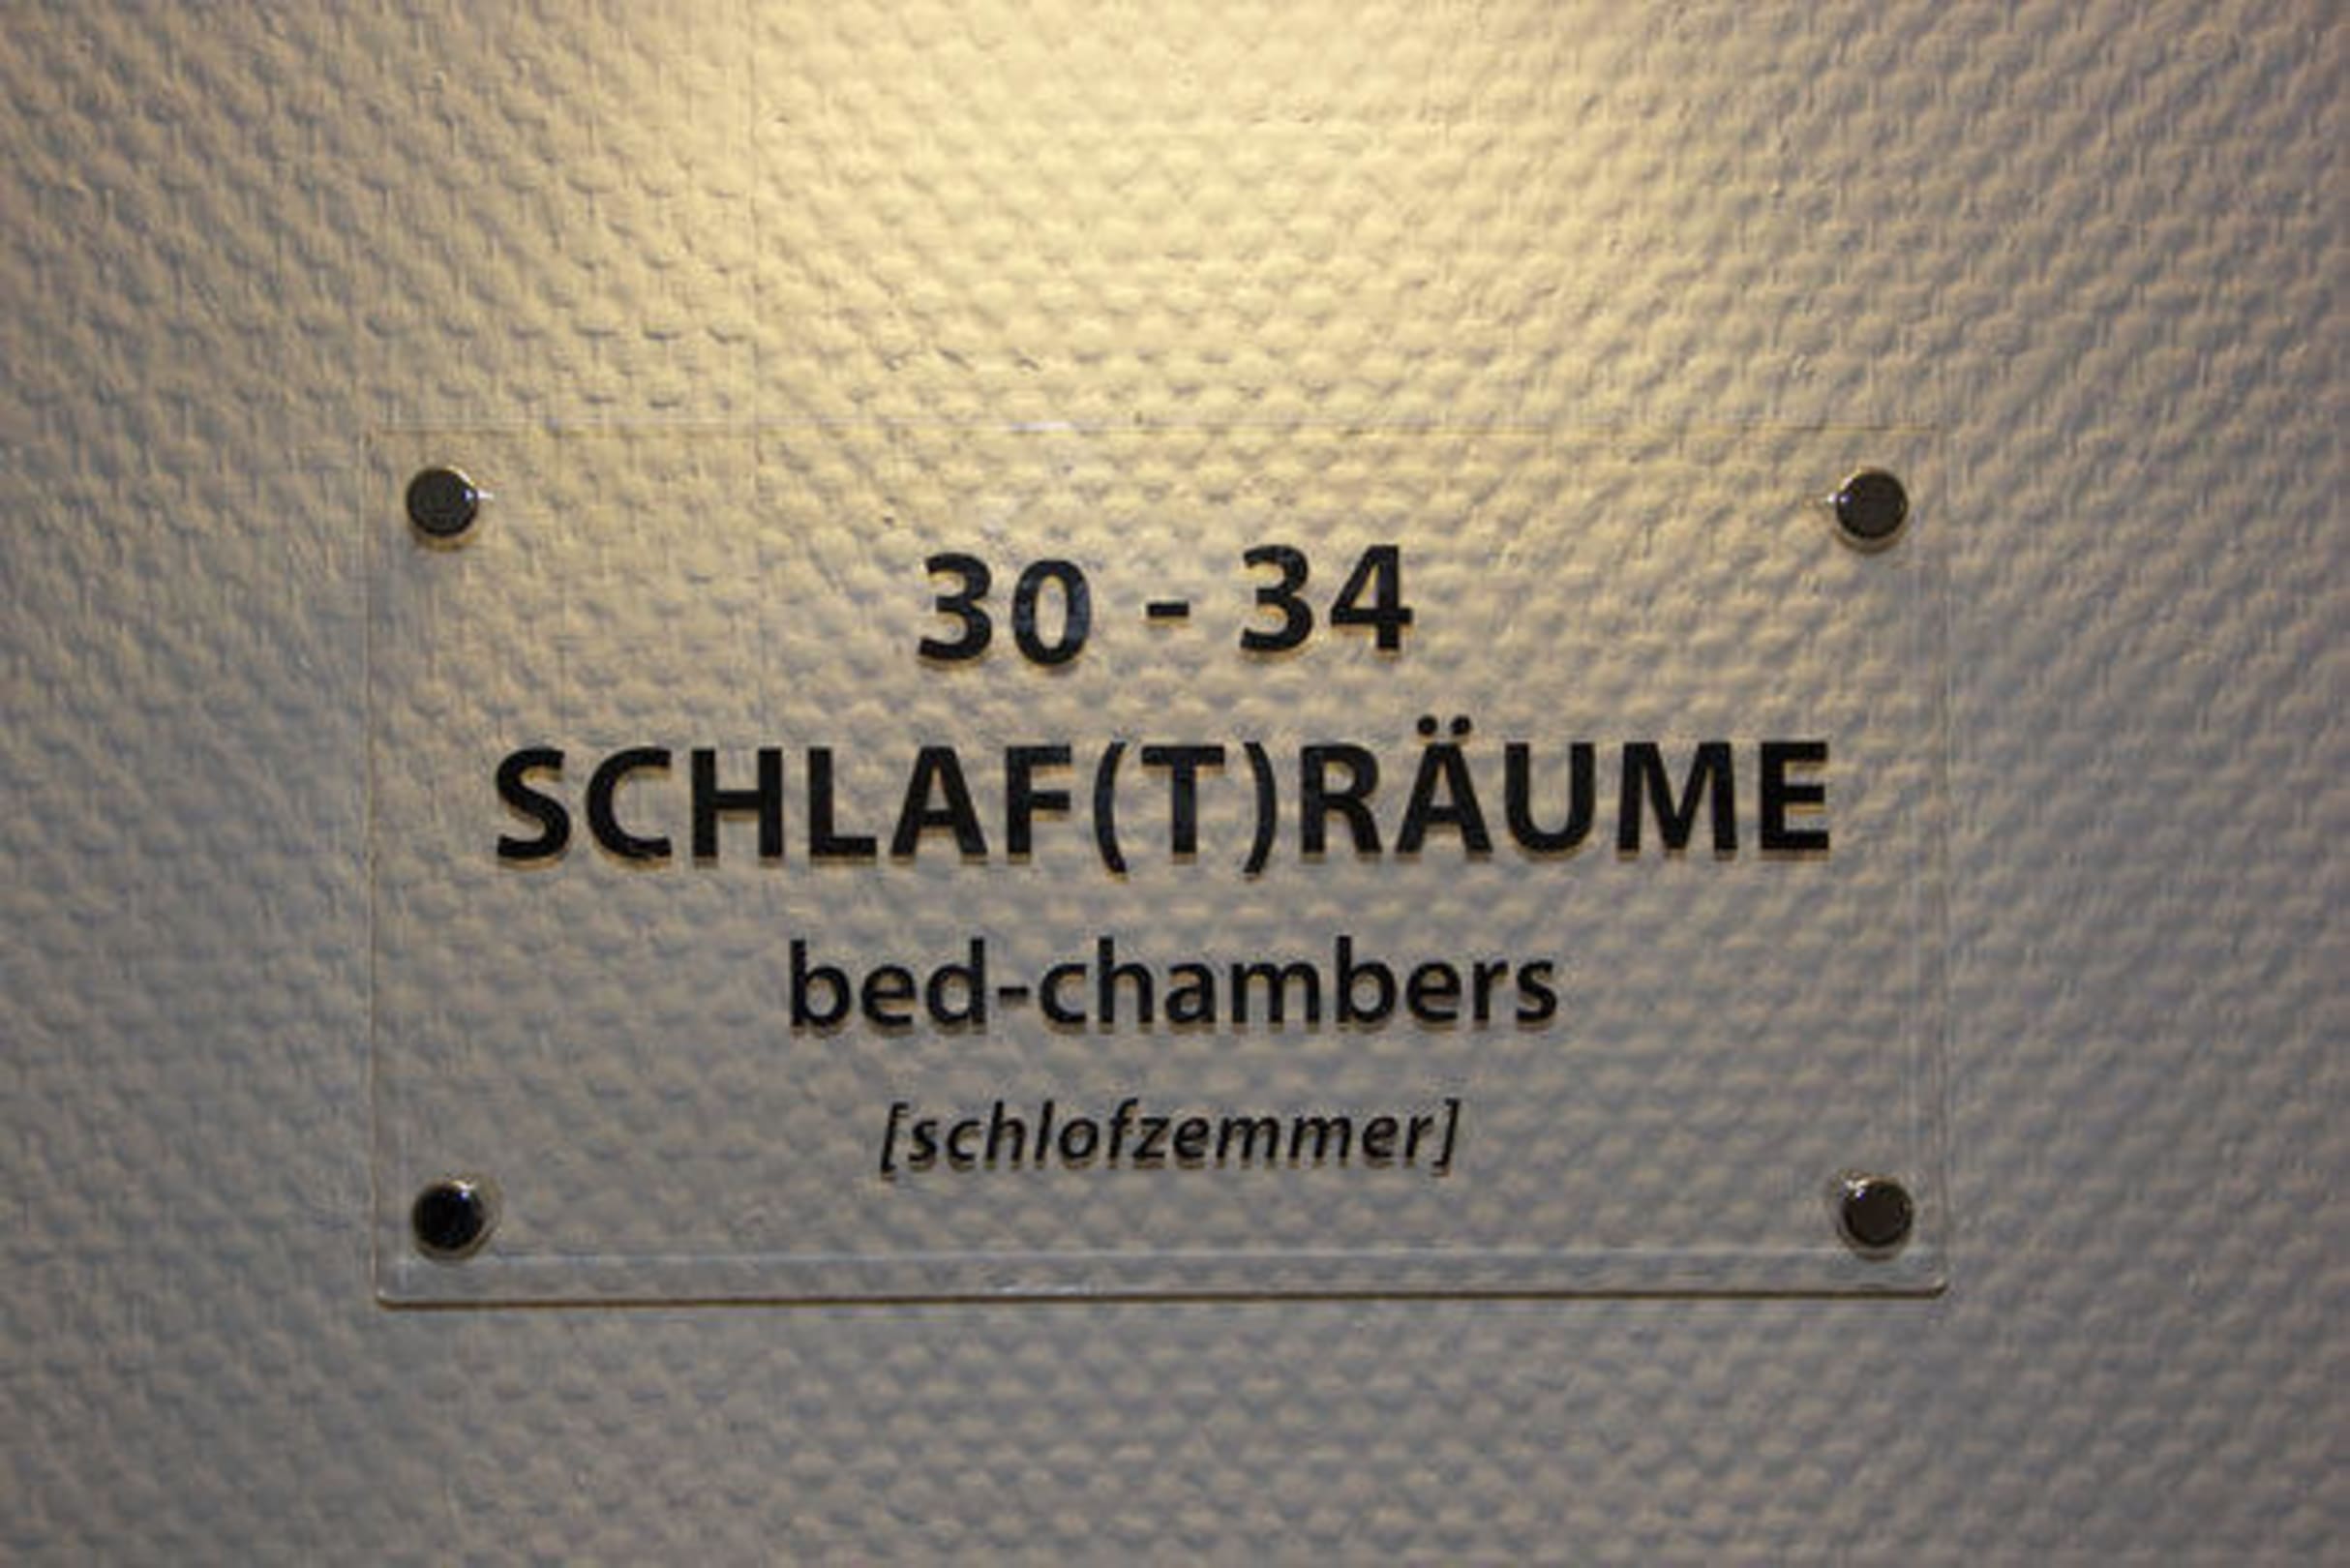 30 - 34
SCHLAF(T)RÄUME
bed-chambers
[schlofzemmer]